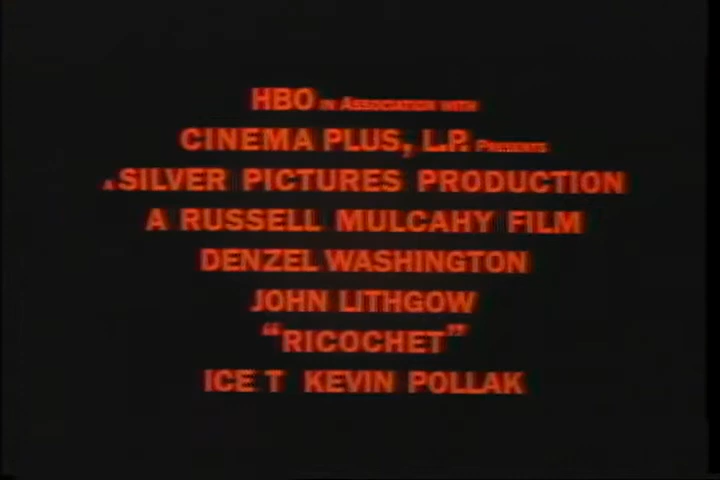 HBO IN ASSOCIATION WITH
CINEMA PLUS, L.P. PRESENTS
A SILVER PICTURES PRODUCTION
A RUSSELL MULCAHY FILM
DENZEL WASHINGTON
JOHN LITHGOW
“RICOCHET”
ICE T KEVIN POLLAK